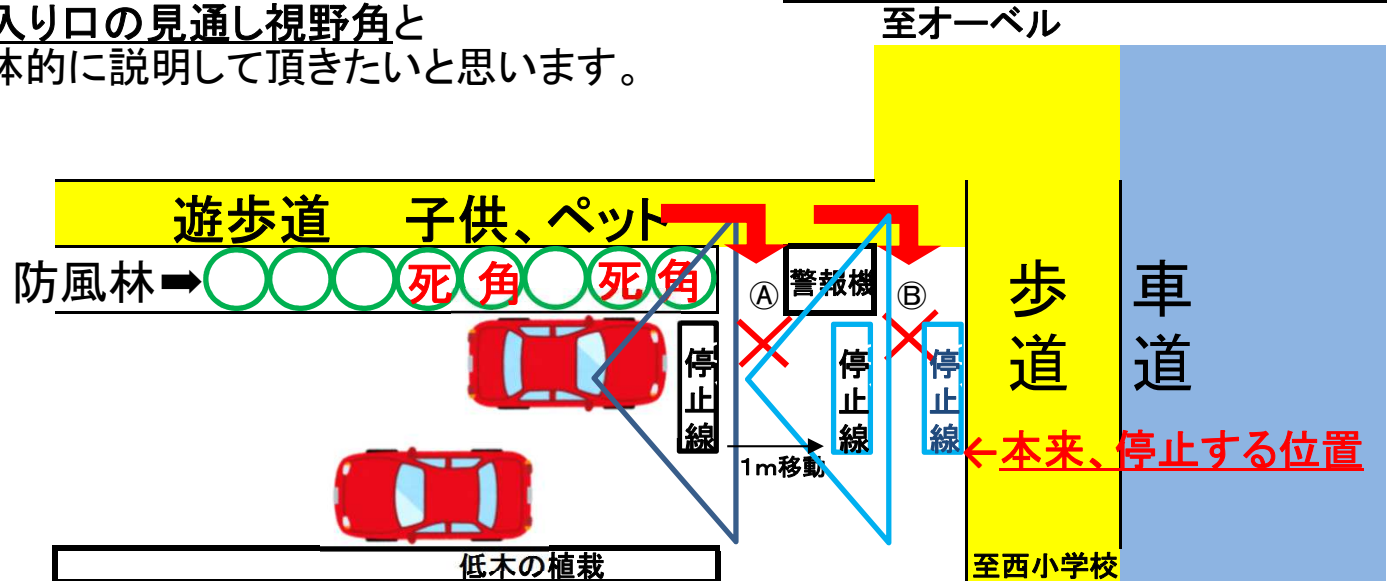 入り口の見通し視野角と
体的に説明して頂きたいと思います。
至オーベル
遊歩道 子供、ペット
防風林➡
死
角
死
角
Ⓐ
警報機
Ⓑ
歩道
車道
停止線
停止線
停止線
1m移動
←本来、停止する位置
低木の植栽
至西小学校